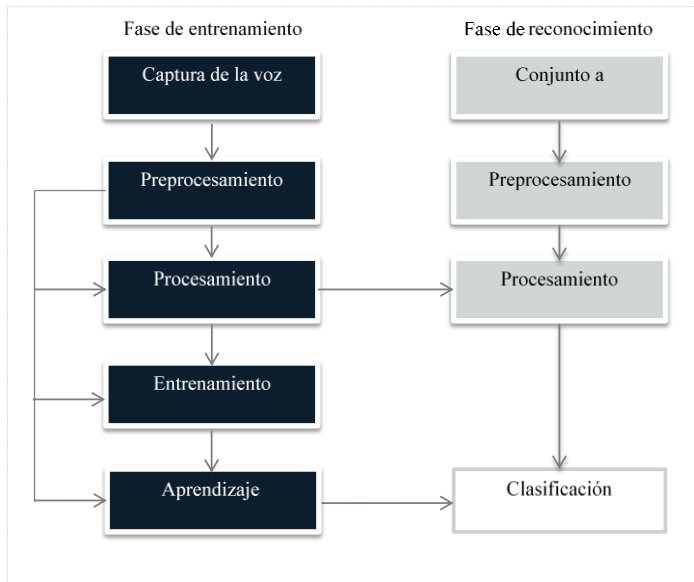 Fase de entrenamiento
Fase de reconocimiento
Captura de la voz
Conjunto a
Preprocesamiento
Preprocesamiento
Procesamiento
Procesamiento
Entrenamiento
Aprendizaje
Clasificación